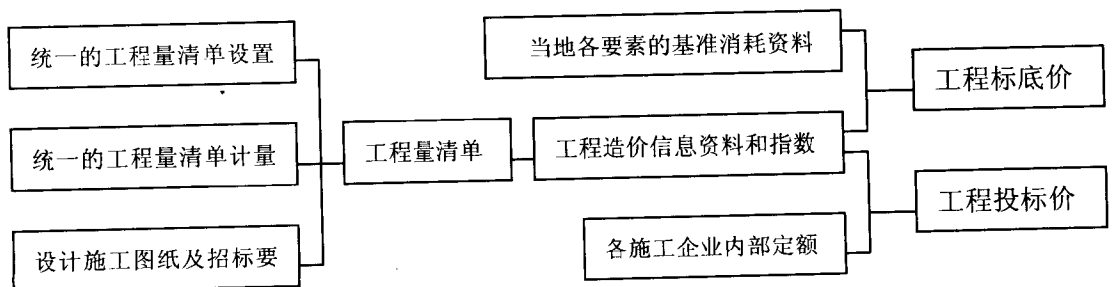 统一的工程量清单设置
统一的工程量清单计量
设计施工图纸及招标要
工程量清单
当地各要素的基准消耗资料
工程造价信息资料和指数
各施工企业内部定额
工程标底价
工程投标价